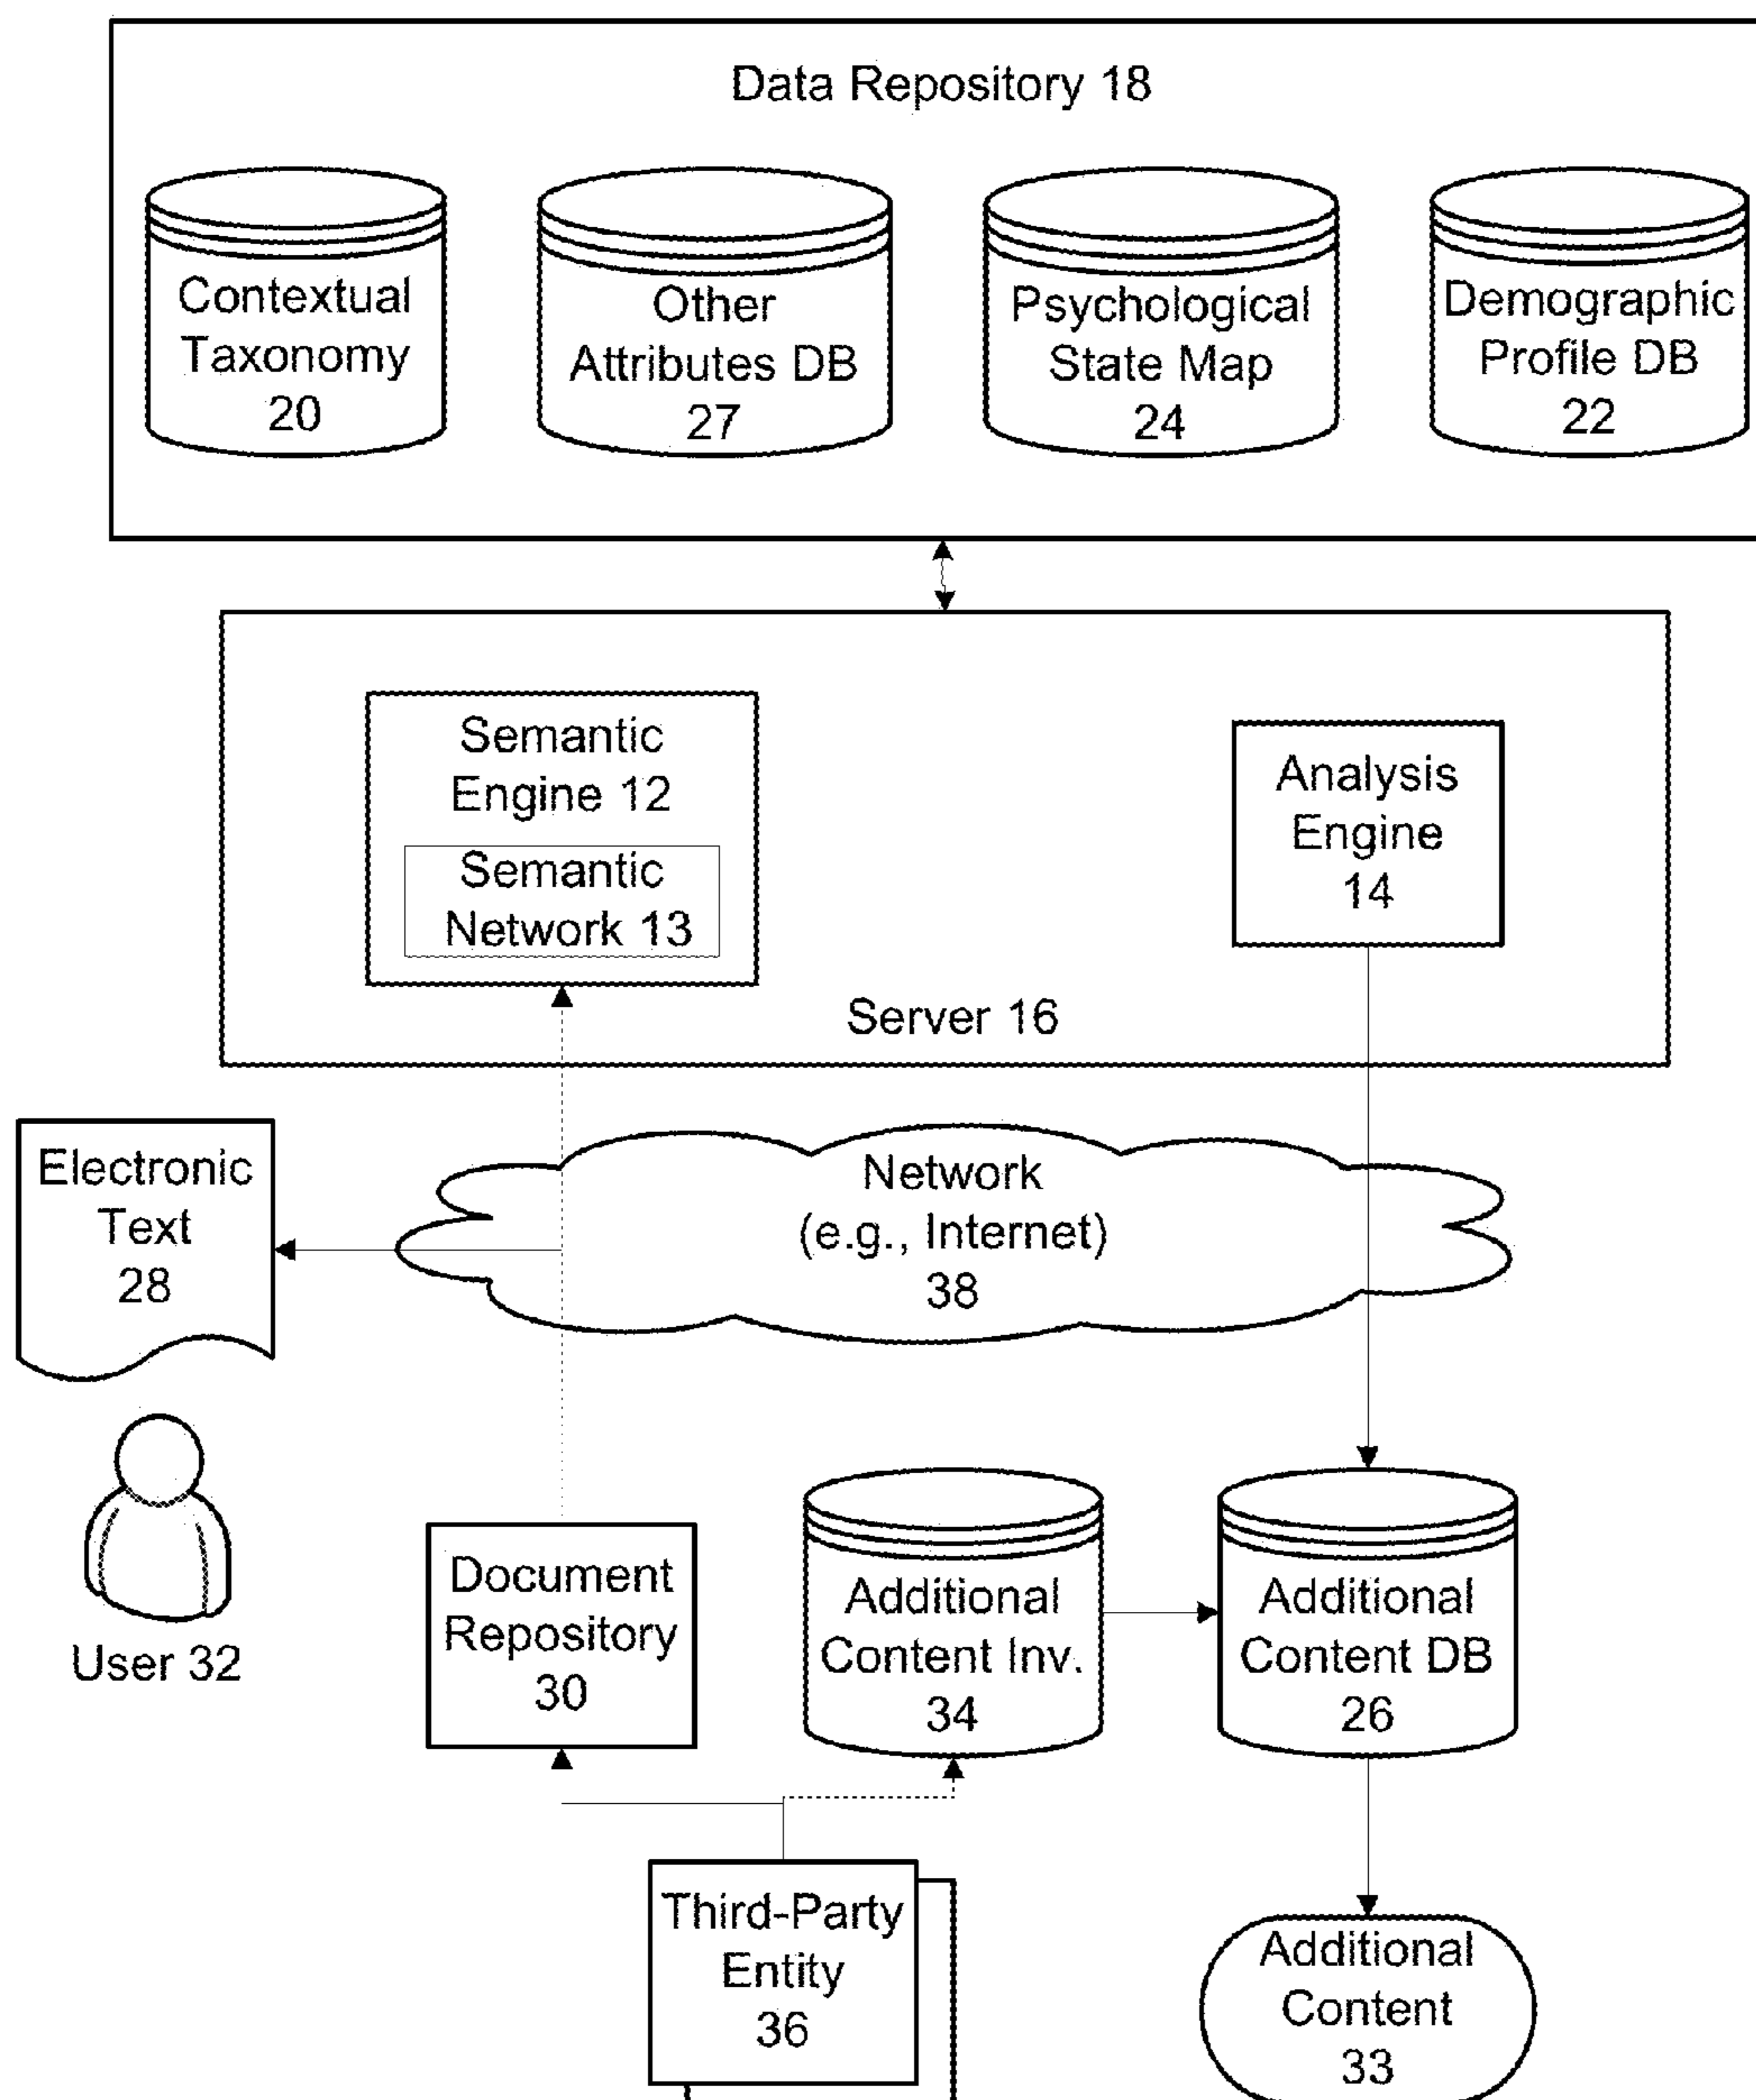 Data Repository 18
Contextual
Taxonomy
20
Other
Attributes DB
27
Psychological
State Map
24
Demographic
Profile DB
22
Semantic
Engine 12
Semantic
Network 13
Analysis
Engine
14
Server 16
Electronic
Text
28
Network
(e.g., Internet)
38
User 32
Document
Repository
30
Additional
Content Inv.
34
Additional
Content DB
26
Third-Party
Entity
36
Additional
Content
33